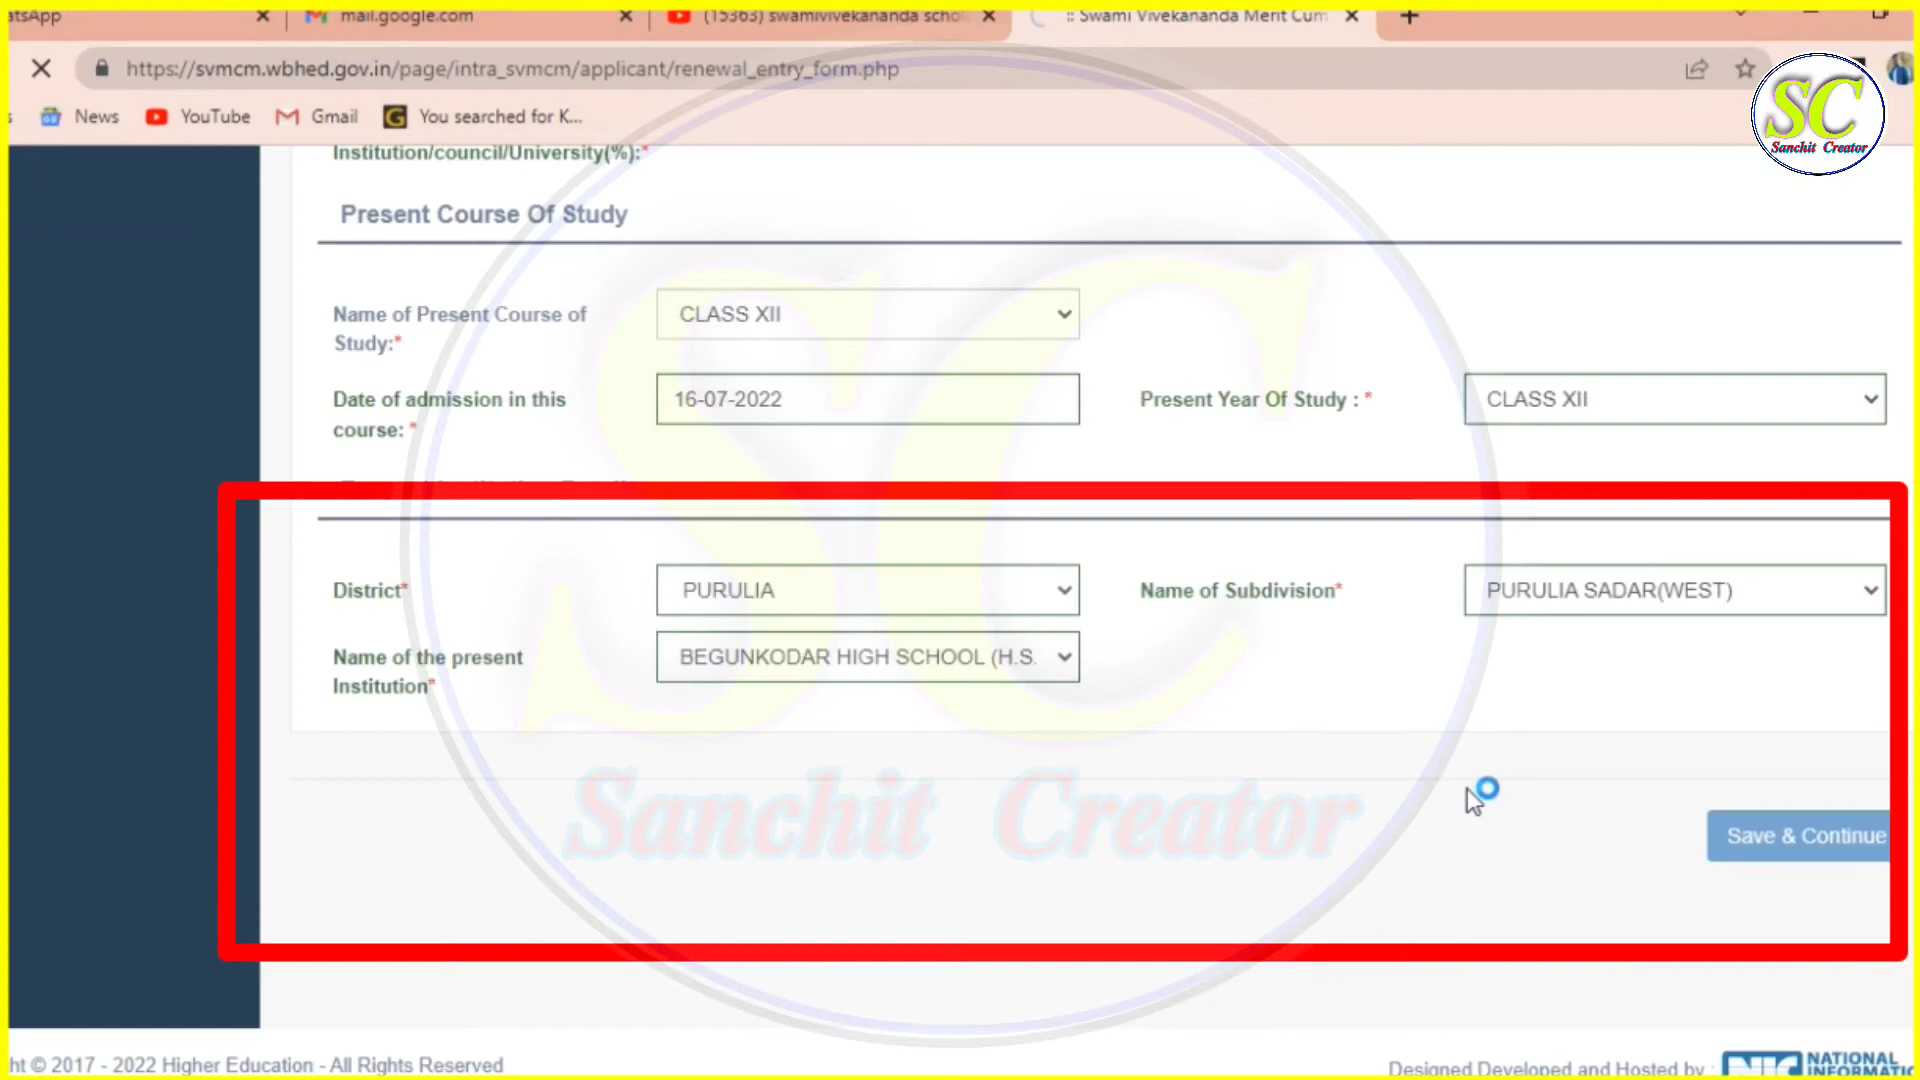 atsApp
mail.google.com
(15363) swamivivekananda schol
:: Swami Vivekananda Merit Cum
https://svmcm.wbhed.gov.in/page/intra_svmcm/applicant/renewal_entry_form.php
News
YouTube
Gmail
You searched for K...
SC
Sanchit Creator
Institution/council/University(%):*
Present Course Of Study
Name of Present Course of
Study:*
CLASS XII
Date of admission in this
course: *
16-07-2022
Present Year Of Study : *
CLASS XII
District*
PURULIA
Name of Subdivision*
PURULIA SADAR(WEST)
Name of the present
Institution*
BEGUNKODAR HIGH SCHOOL (H.S.
SC
Sanchit Creator
Save & Continue
ht © 2017 - 2022 Higher Education - All Rights Reserved
Designed Developed and Hosted by :
NIC
NATIONAL
INFORMATIC